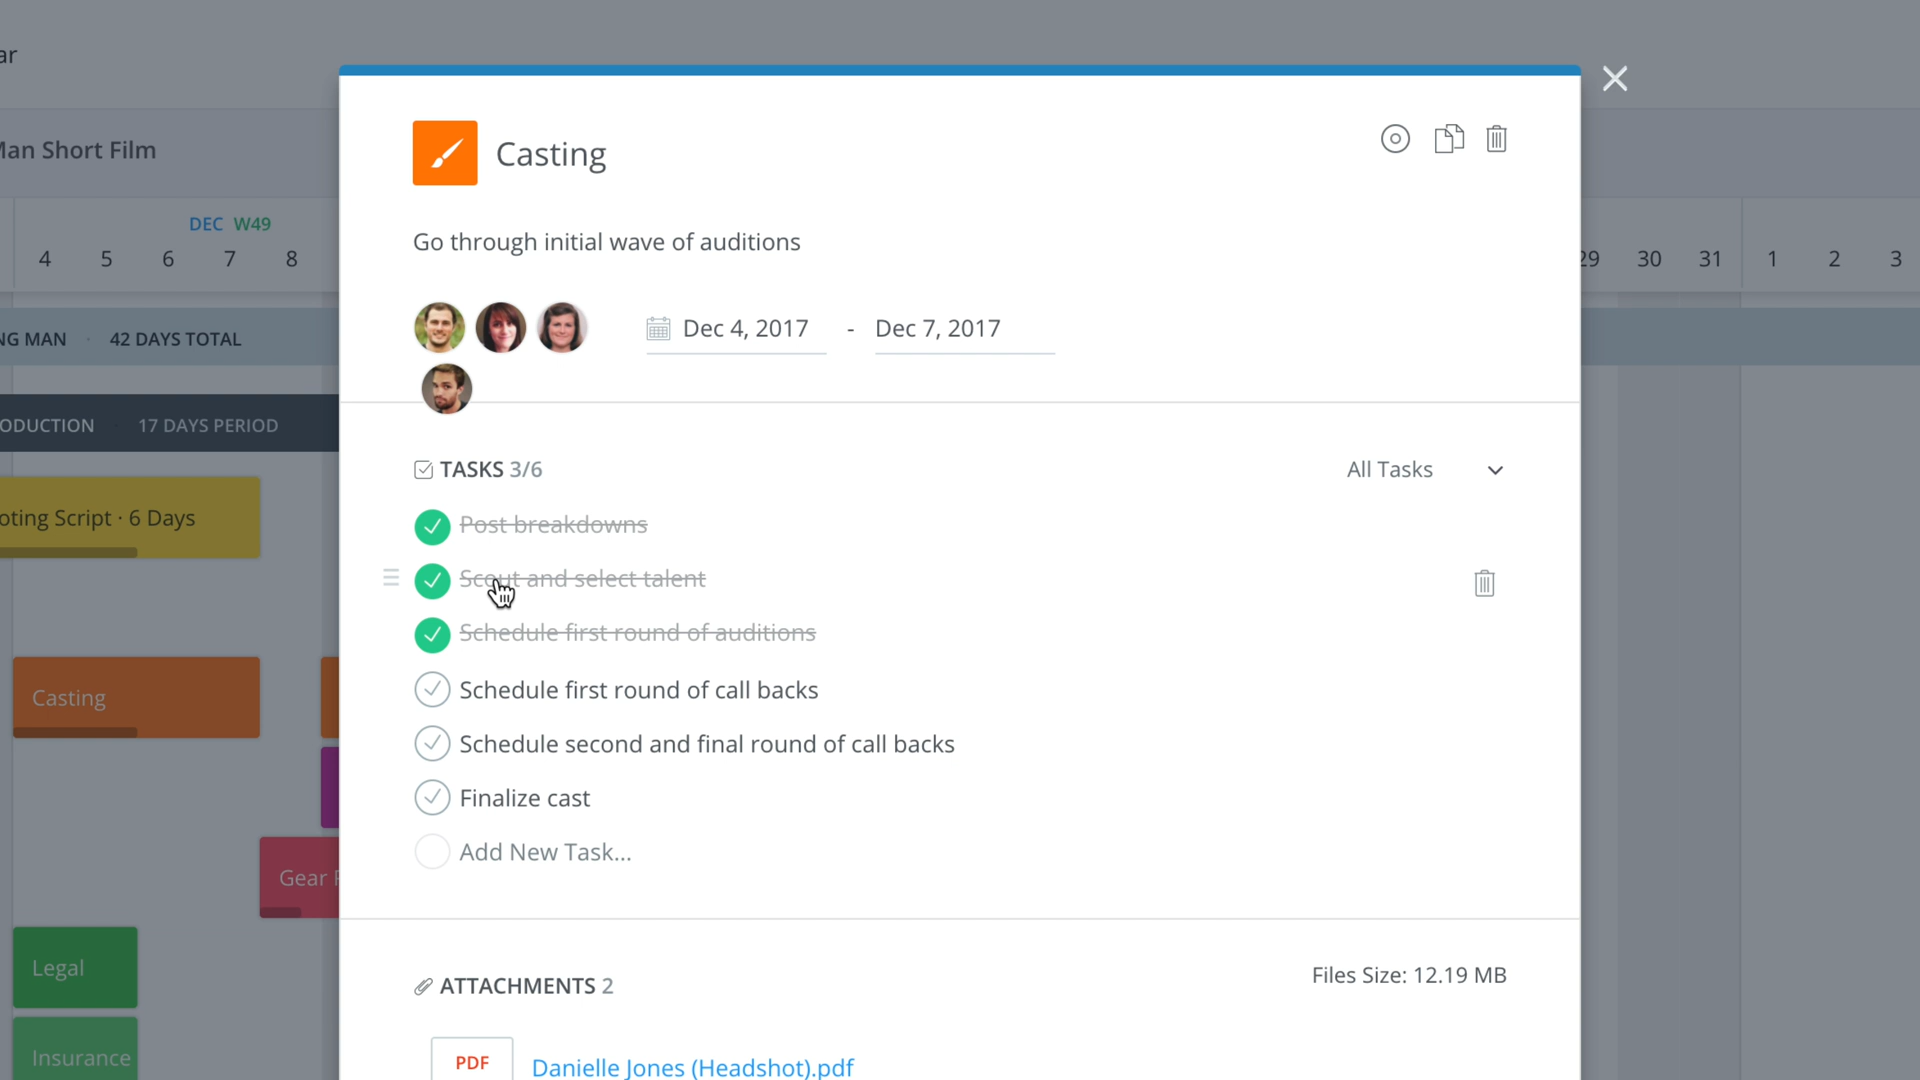 ar
Man Short Film
DEC W49
4 5 6 7 8
29 30 31 1 2 3
NG MAN · 42 DAYS TOTAL
ODUCTION · 17 DAYS PERIOD
oting Script · 6 Days
Casting
Gear
Legal
Insurance
Casting
Go through initial wave of auditions
Dec 4, 2017 - Dec 7, 2017
TASKS 3/6
All Tasks
Post breakdowns
Scout and select talent
Schedule first round of auditions
Schedule first round of call backs
Schedule second and final round of call backs
Finalize cast
Add New Task...
ATTACHMENTS 2
Files Size: 12.19 MB
PDF
Danielle Jones (Headshot).pdf